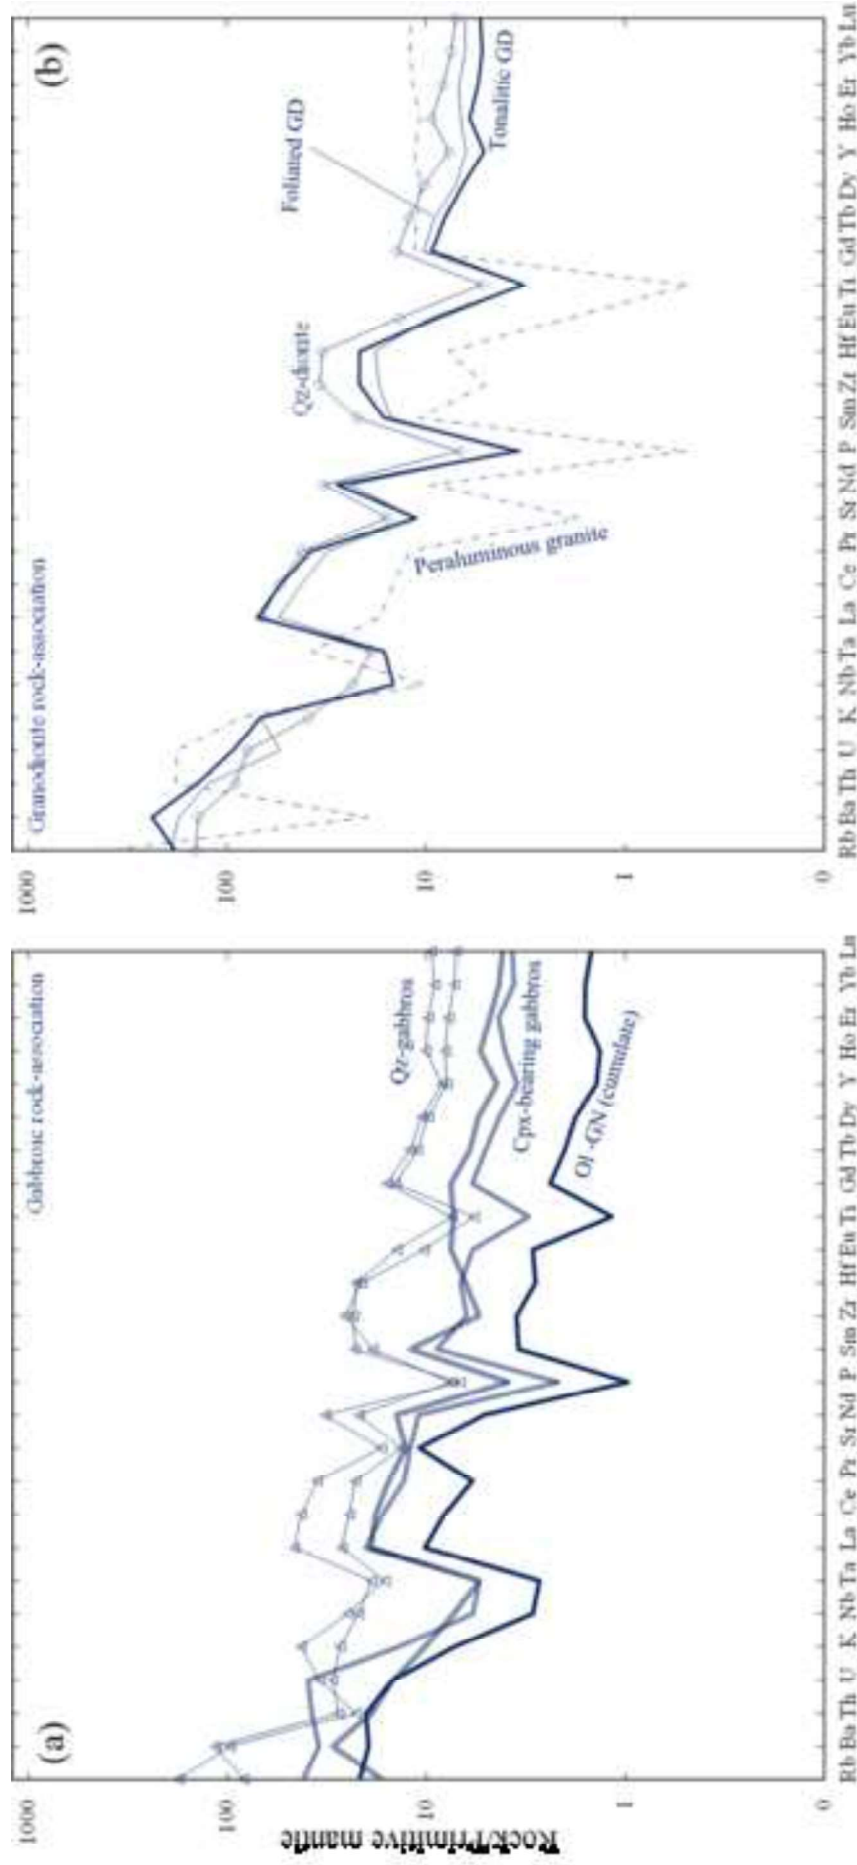 (a)
Gabbroic rock-association
Rock/Primitive mantle
1000
100
10
1
0
Qz-gabbros
Cpx-bearing gabbros
Ol -GN (cumulate)
Rb Ba Th U K Nb Ta La Ce Pr Sr Nd P Sm Zr Hf Eu Ti Gd Tb Dy Y Ho Er Yb Lu
Granodiorite rock-association
(b)
1000
100
10
1
0
Foliated GD
Qz-diorite
Tonalitic GD
Peraluminous granite
Rb Ba Th U K Nb Ta La Ce Pr Sr Nd P Sm Zr Hf Eu Ti Gd Tb Dy Y Ho Er Yb Lu